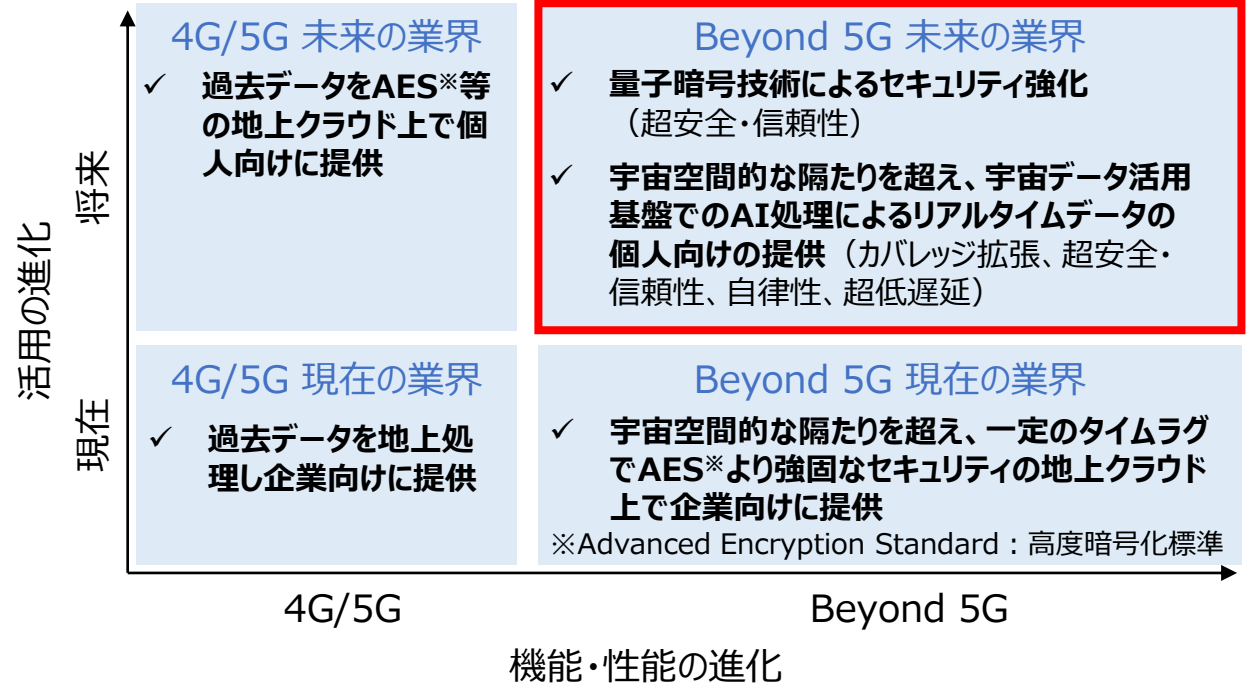 活用の進化
将来
現在
4G/5G 未来の業界
✓ 過去データをAES※等
の地上クラウド上で個
人向けに提供
Beyond 5G 未来の業界
✓ 量子暗号技術によるセキュリティ強化
（超安全・信頼性）
✓ 宇宙空間的な隔たりを超え、宇宙データ活用
基盤でのAI処理によるリアルタイムデータの
個人向けの提供（カバレッジ拡張、超安全・
信頼性、自律性、超低遅延）
4G/5G 現在の業界
✓ 過去データを地上処
理し企業向けに提供
Beyond 5G 現在の業界
✓ 宇宙空間的な隔たりを超え、一定のタイムラグ
でAES※より強固なセキュリティの地上クラウド
上で企業向けに提供
※Advanced Encryption Standard：高度暗号化標準
4G/5G
Beyond 5G
機能・性能の進化